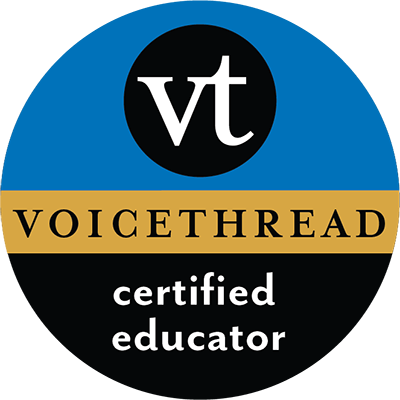 vt
VOICETHREAD
certified
educator